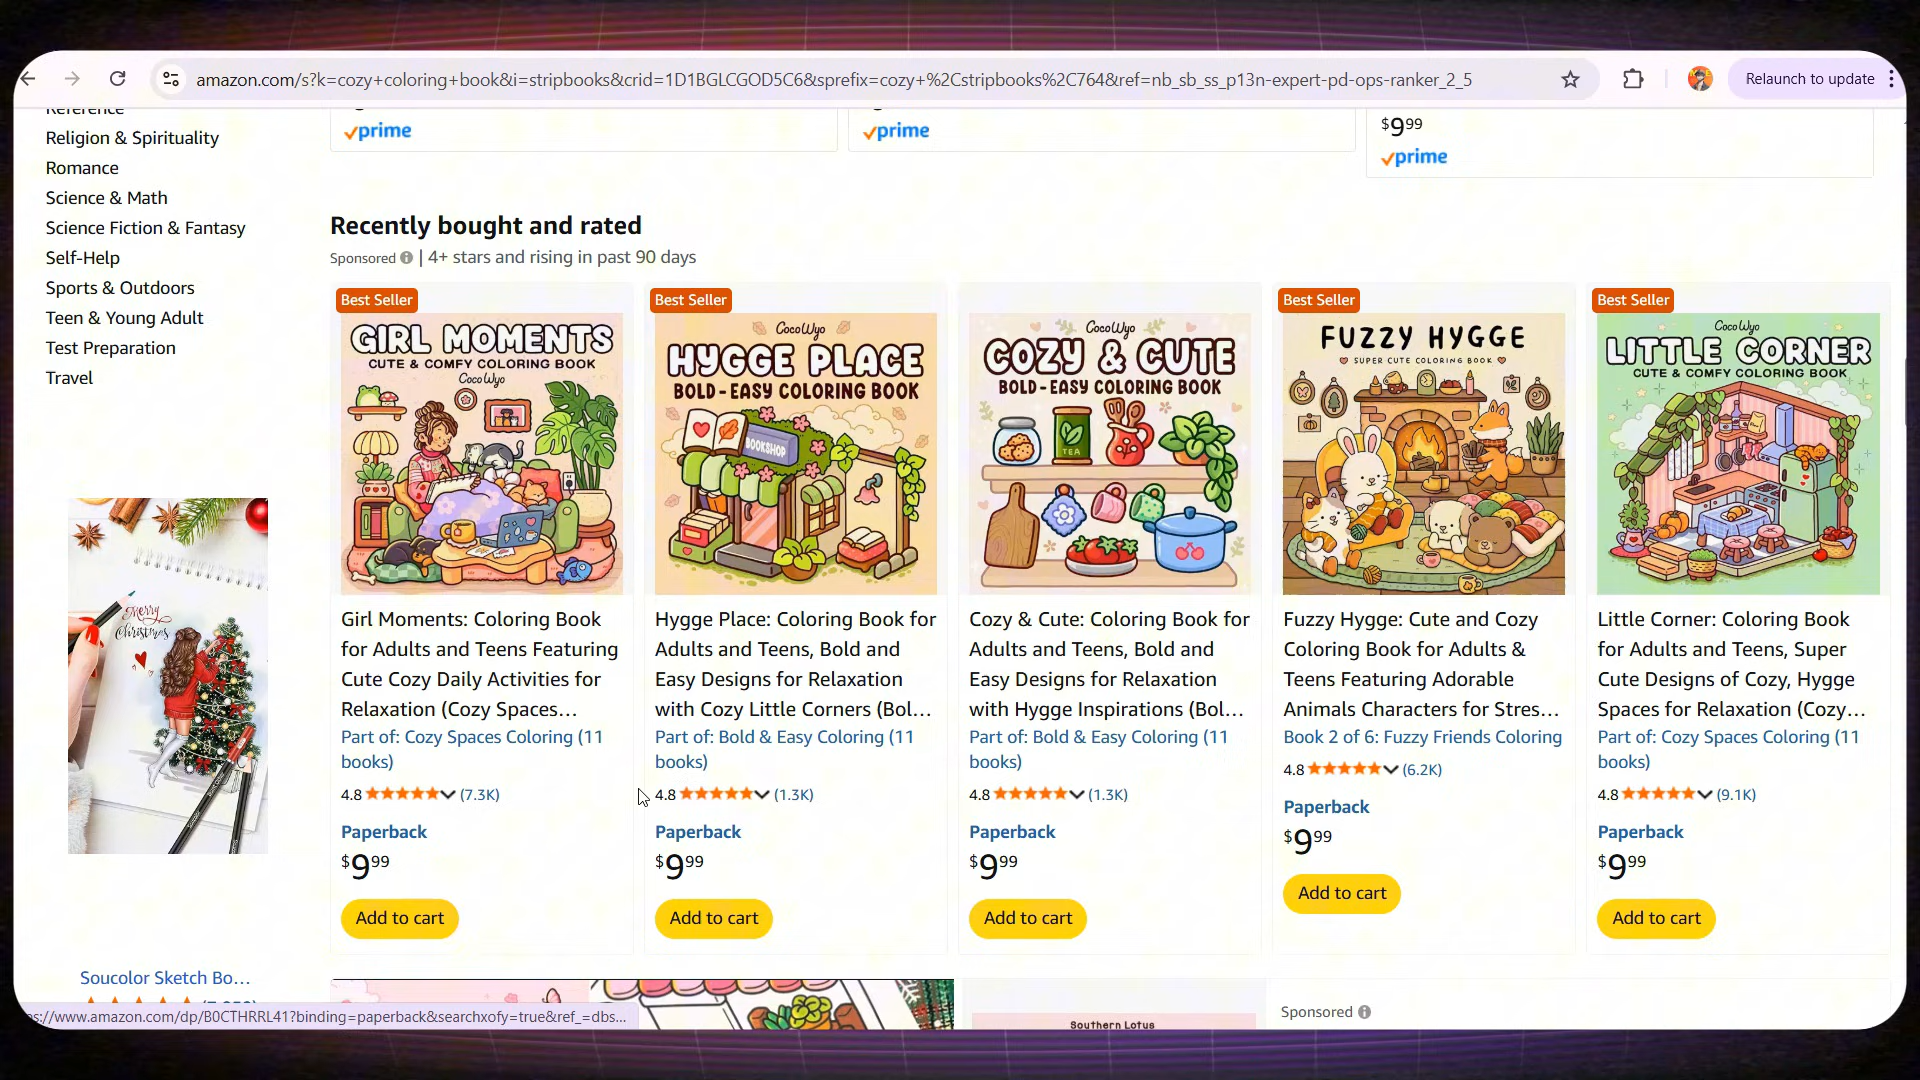 amazon.com/s?k=cozy+coloring+book&i=stripbooks&crid=1D1BGLCGOD5C6&sprefix=cozy+%2Cstripbooks%2C764&ref=nb_sb_ss_p13n-expert-pd-ops-ranker_2_5
Relaunch to update
Reference
Religion & Spirituality
Romance
Science & Math
Science Fiction & Fantasy
Self-Help
Sports & Outdoors
Teen & Young Adult
Test Preparation
Travel
prime
prime
$9 99
prime
Recently bought and rated
Sponsored | 4+ stars and rising in past 90 days
Best Seller
GIRL MOMENTS
CUTE & COMFY COLORING BOOK
CocoWyo
Girl Moments: Coloring Book
for Adults and Teens Featuring
Cute Cozy Daily Activities for
Relaxation (Cozy Spaces...
Part of: Cozy Spaces Coloring (11
books)
4.8 (7.3K)
Paperback
$9 99
Add to cart
Best Seller
CocoWyo
HYGGE PLACE
BOLD-EASY COLORING BOOK
BOOKSHOP
Hygge Place: Coloring Book for
Adults and Teens, Bold and
Easy Designs for Relaxation
with Cozy Little Corners (Bol...
Part of: Bold & Easy Coloring (11
books)
4.8 (1.3K)
Paperback
$9 99
Add to cart
CocoWyo
COZY & CUTE
BOLD-EASY COLORING BOOK
TEA
Cozy & Cute: Coloring Book for
Adults and Teens, Bold and
Easy Designs for Relaxation
with Hygge Inspirations (Bol...
Part of: Bold & Easy Coloring (11
books)
4.8 (1.3K)
Paperback
$9 99
Add to cart
Best Seller
FUZZY HYGGE
SUPER CUTE COLORING BOOK
Fuzzy Hygge: Cute and Cozy
Coloring Book for Adults &
Teens Featuring Adorable
Animals Characters for Stres...
Book 2 of 6: Fuzzy Friends Coloring
4.8 (6.2K)
Paperback
$9 99
Add to cart
Best Seller
CocoWyo
LITTLE CORNER
CUTE & COMFY COLORING BOOK
Little Corner: Coloring Book
for Adults and Teens, Super
Cute Designs of Cozy, Hygge
Spaces for Relaxation (Cozy...
Part of: Cozy Spaces Coloring (11
books)
4.8 (9.1K)
Paperback
$9 99
Add to cart
Merry
Christmas
Soucolor Sketch Bo...
Southern Lotus
Sponsored
s://www.amazon.com/dp/B0CTHRRL41?binding=paperback&searchxofy=true&ref_=dbs...